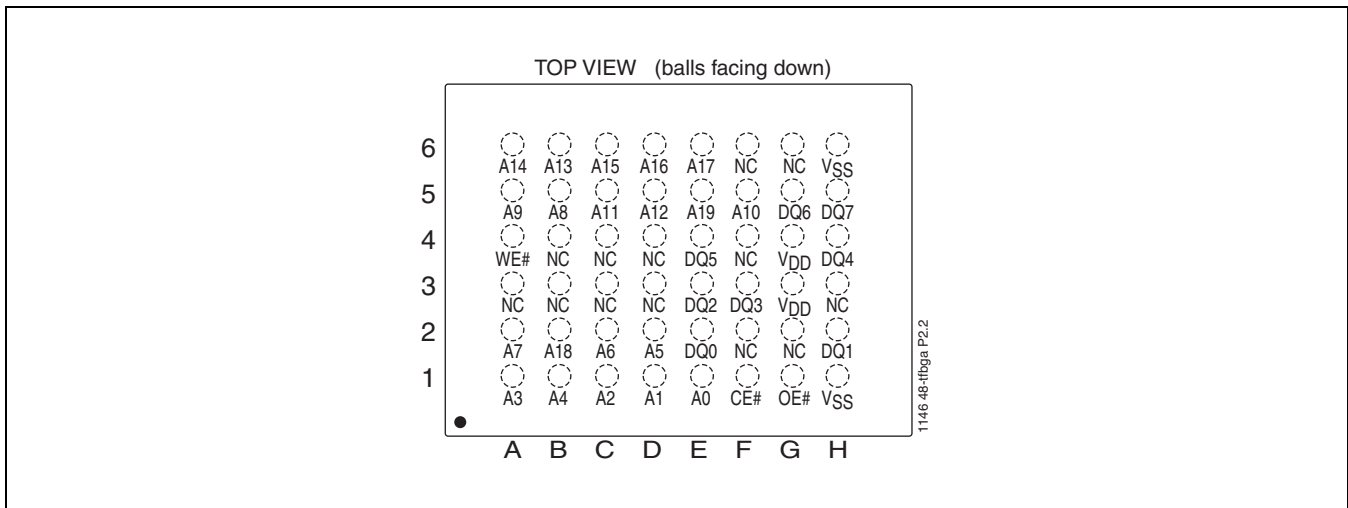 TOP VIEW (balls facing down)
6
A14 A13 A15 A16 A17 NC NC VSS
5
A9 A8 A11 A12 A19 A10 DQ6 DQ7
4
WE# NC NC NC DQ5 NC VDD DQ4
3
NC NC NC NC DQ2 DQ3 VDD NC
2
A7 A18 A6 A5 DQ0 NC NC DQ1
1
A3 A4 A2 A1 A0 CE# OE# VSS
A B C D E F G H
1146 48-tfbga P2.2